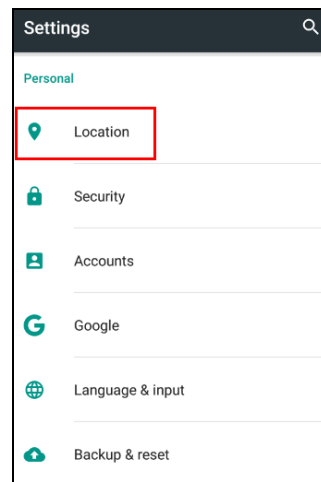 Settings
Personal
Location
Security
Accounts
Google
Language & input
Backup & reset